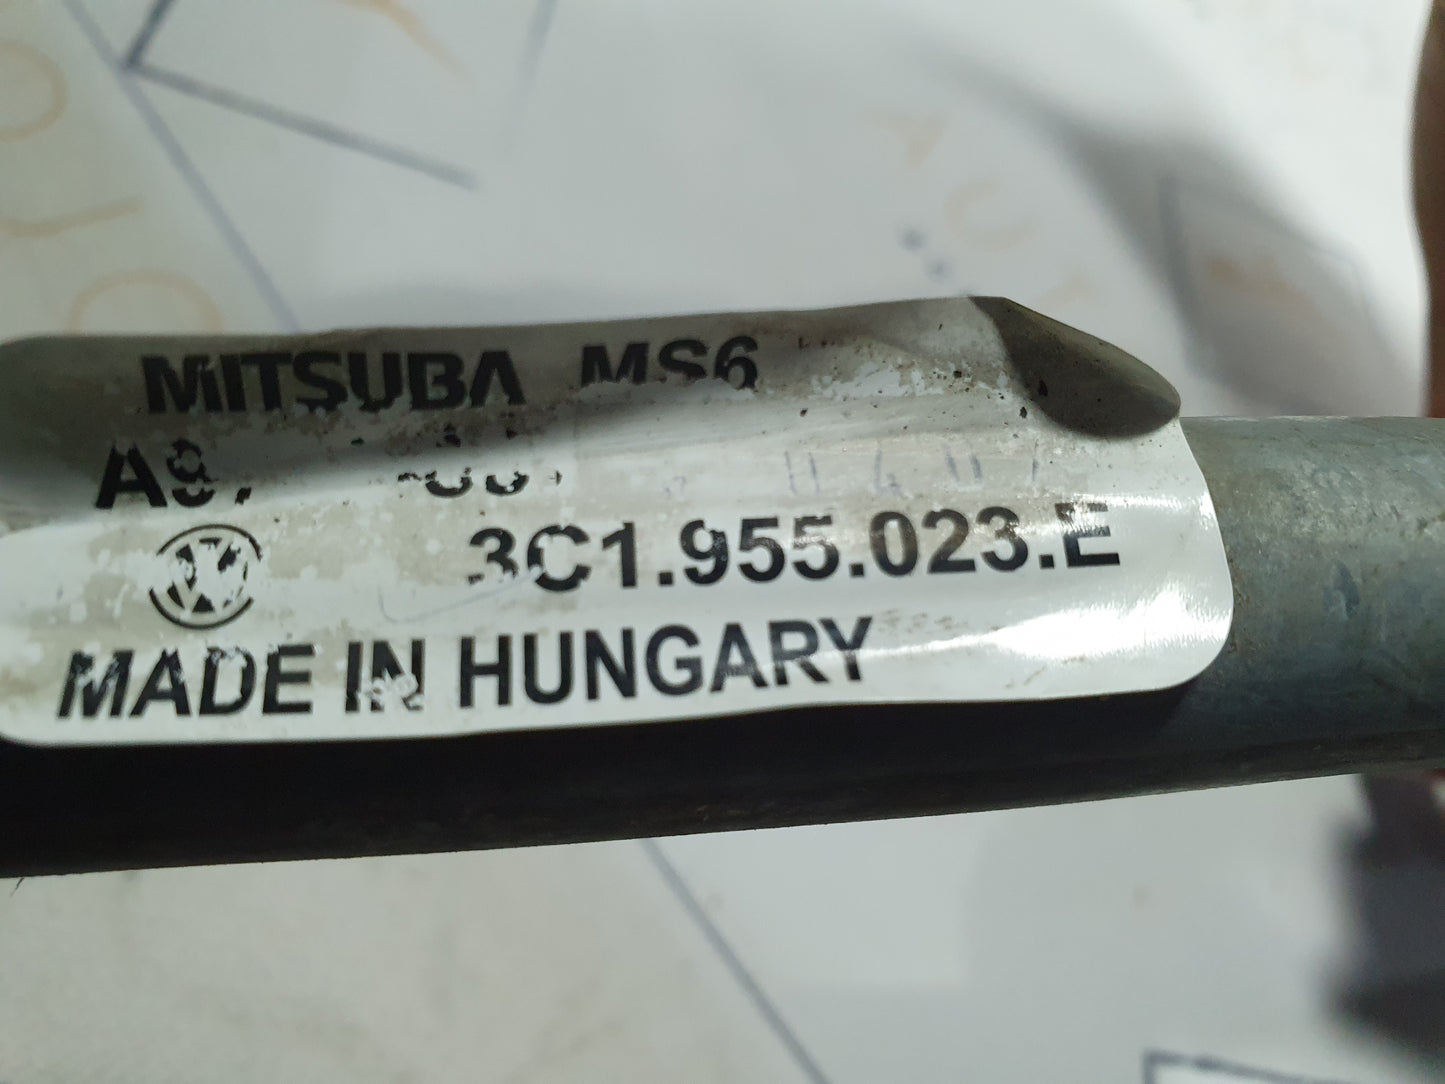 MITSUBA MS6
3C1.955.023.E
MADE IN HUNGARY